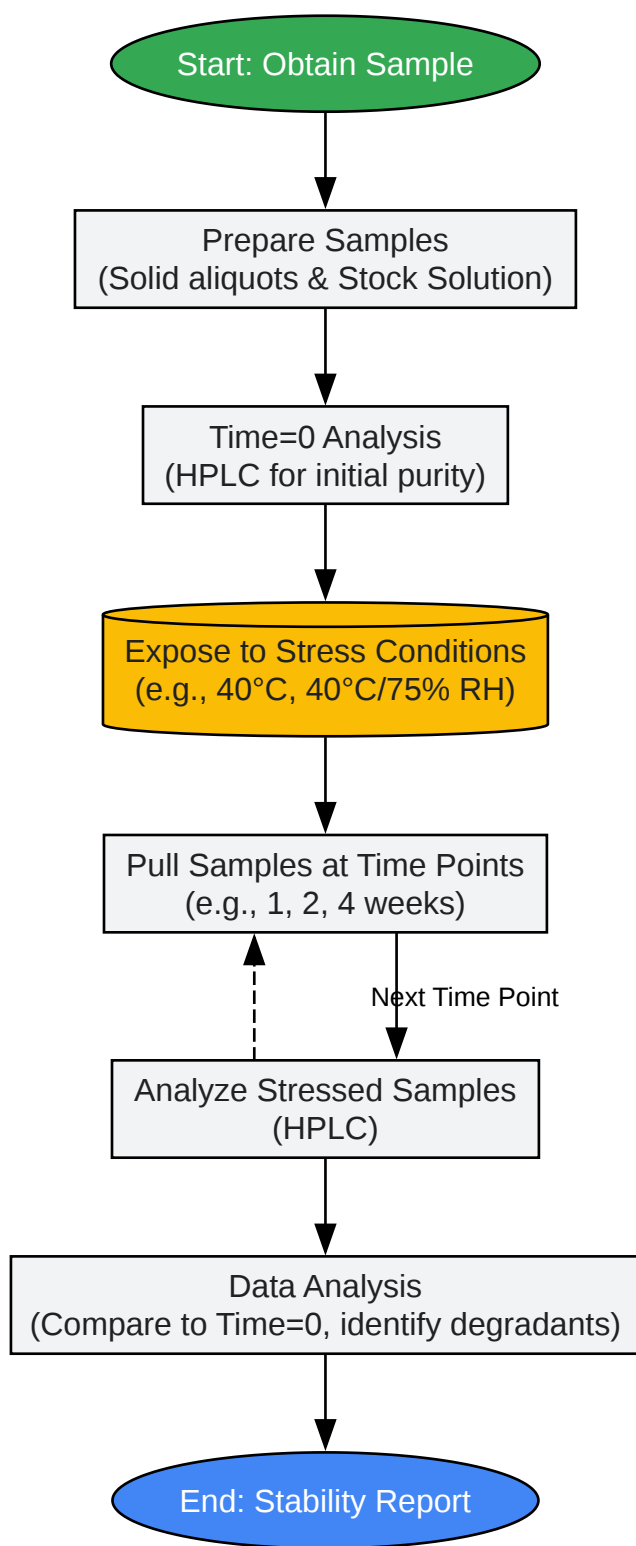 Start: Obtain Sample
Prepare Samples
(Solid aliquots & Stock Solution)
Time=0 Analysis
(HPLC for initial purity)
Expose to Stress Conditions
(e.g., 40°C, 40°C/75% RH)
Pull Samples at Time Points
(e.g., 1, 2, 4 weeks)
Next Time Point
Analyze Stressed Samples
(HPLC)
Data Analysis
(Compare to Time=0, identify degradants)
End: Stability Report